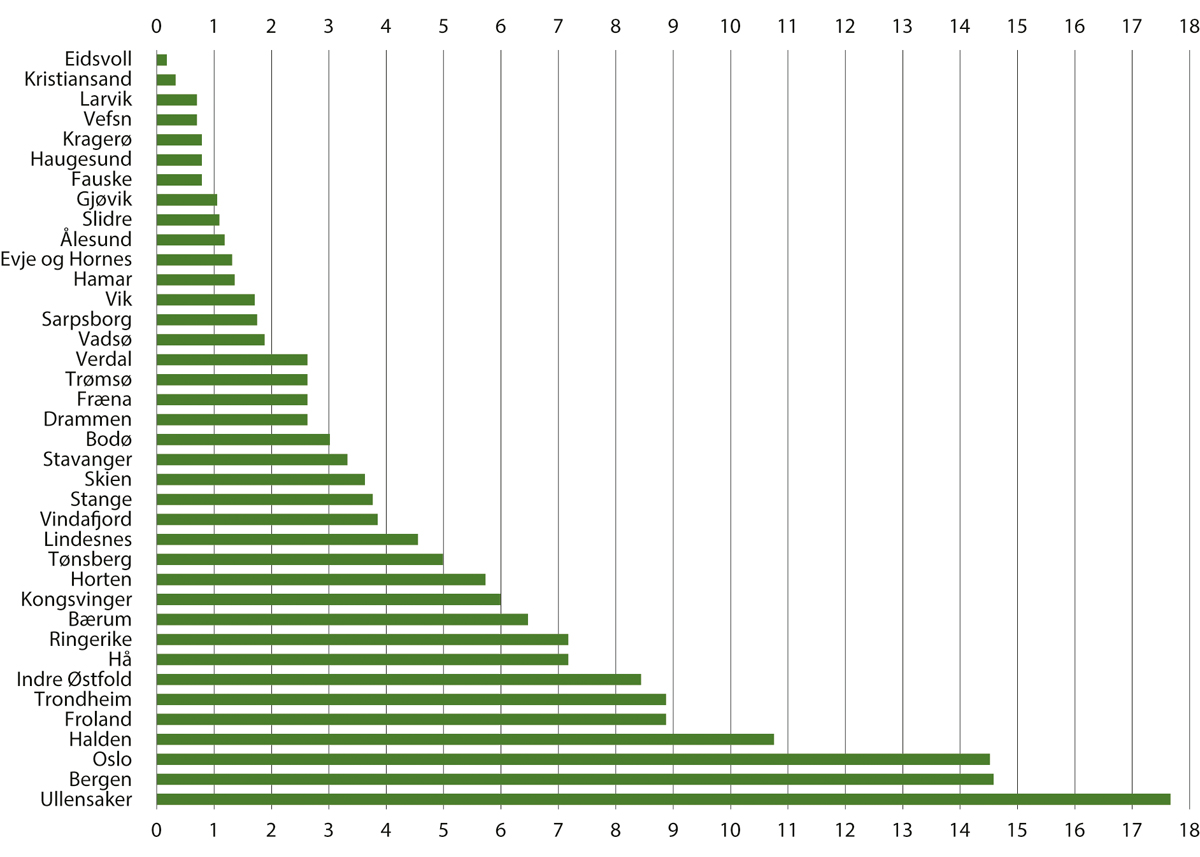 0 1 2 3 4 5 6 7 8 9 10 11 12 13 14 15 16 17 18
Eidsvoll
Kristiansand
Larvik
Vefsn
Kragerø
Haugesund
Fauske
Gjøvik
Slidre
Ålesund
Evje og Hornes
Hamar
Vik
Sarpsborg
Vadsø
Verdal
Trømsø
Fræna
Drammen
Bodø
Stavanger
Skien
Stange
Vindafjord
Lindesnes
Tønsberg
Horten
Kongsvinger
Bærum
Ringerike
Hå
Indre Østfold
Trondheim
Froland
Halden
Oslo
Bergen
Ullensaker
0 1 2 3 4 5 6 7 8 9 10 11 12 13 14 15 16 17 18